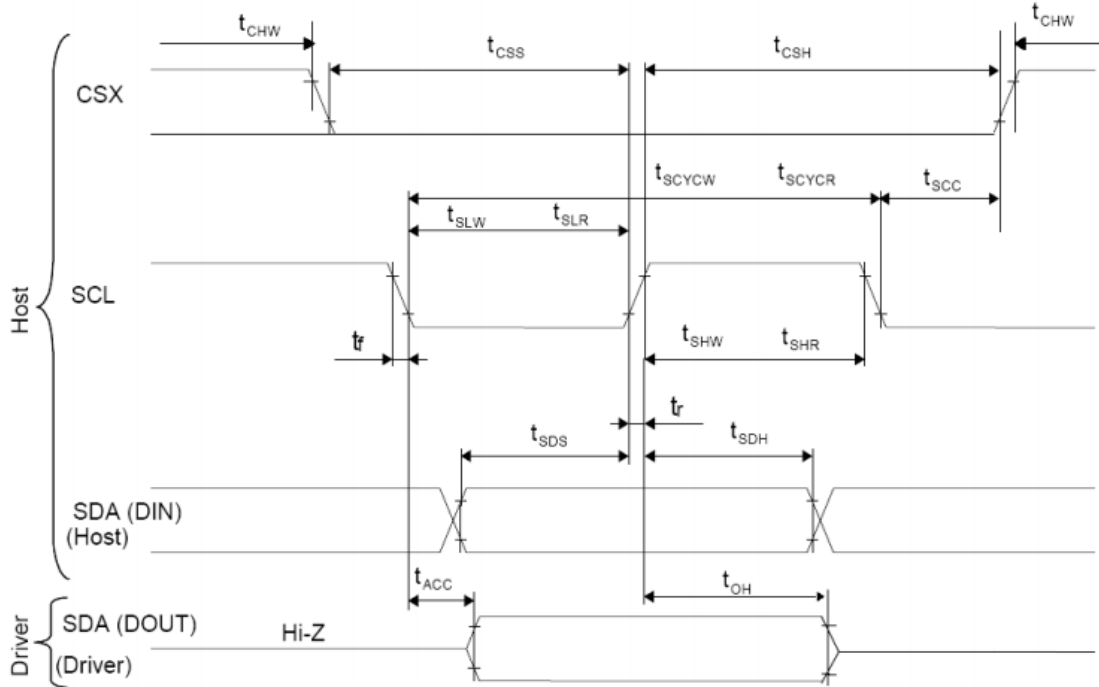 tCHW tCHW
tCSS tCSH
CSX
tSCYCW tSCYCR tSCC
tSLW tSLR
SCL
Host
tf tSHW tSHR
tr
tSDS tSDH
SDA (DIN)
(Host)
tACC tOH
SDA (DOUT)
Hi-Z
(Driver)
Driver